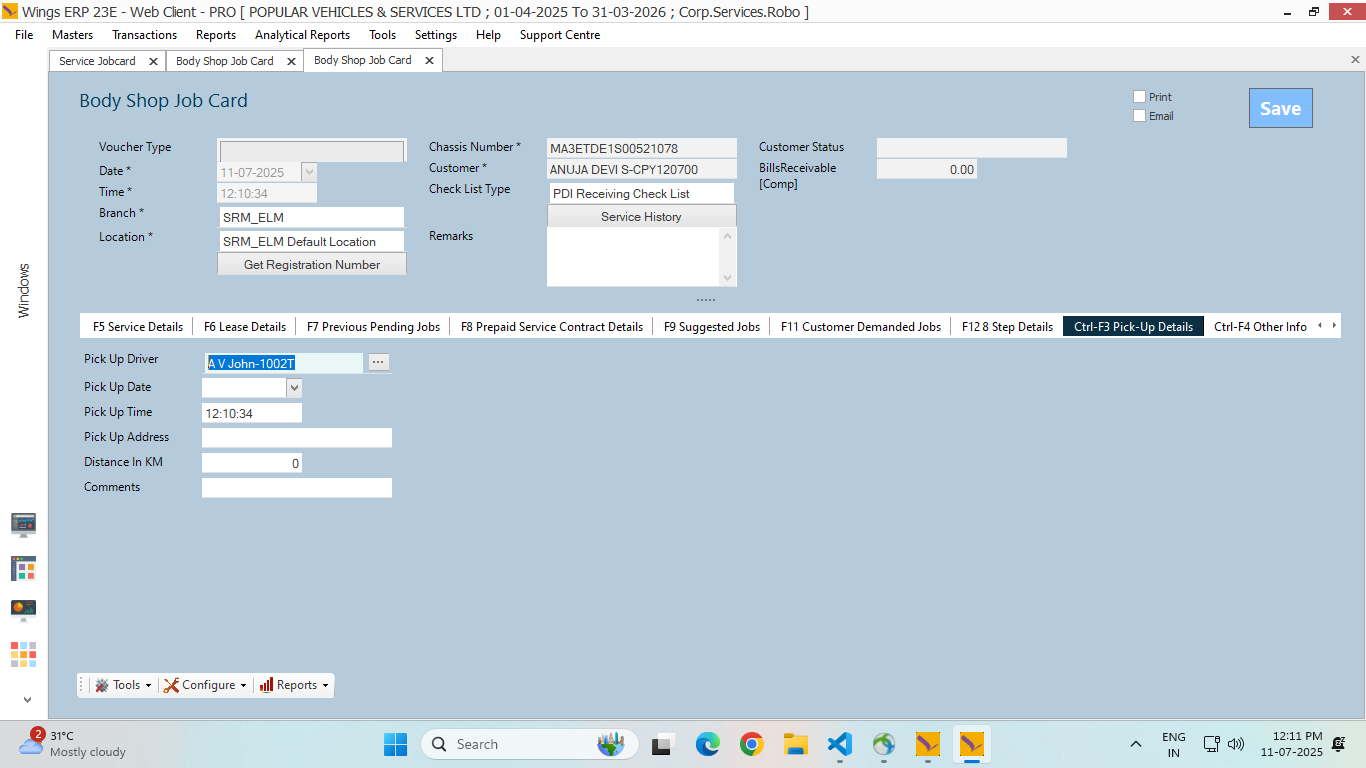 Wings ERP 23E - Web Client - PRO [ POPULAR VEHICLES & SERVICES LTD ; 01-04-2025 To 31-03-2026 ; Corp.Services.Robo ]
File Masters Transactions Reports Analytical Reports Tools Settings Help Support Centre
Service Jobcard Body Shop Job Card Body Shop Job Card
Body Shop Job Card
Print
Email
Save
Voucher Type
Date * 11-07-2025
Time * 12:10:34
Branch * SRM_ELM
Location * SRM_ELM Default Location
Get Registration Number
Chassis Number * MA3ETDE1S00521078
Customer * ANUJA DEVI S-CPY120700
Check List Type PDI Receiving Check List
Service History
Remarks
Customer Status
BillsReceivable 0.00
[Comp]
Windows
F5 Service Details F6 Lease Details F7 Previous Pending Jobs F8 Prepaid Service Contract Details F9 Suggested Jobs F11 Customer Demanded Jobs F12 8 Step Details Ctrl-F3 Pick-Up Details Ctrl-F4 Other Info
Pick Up Driver A V John-1002T ...
Pick Up Date
Pick Up Time 12:10:34
Pick Up Address
Distance In KM 0
Comments
Tools Configure Reports
2 31°C
Mostly cloudy
Search
ENG
IN
12:11 PM
11-07-2025